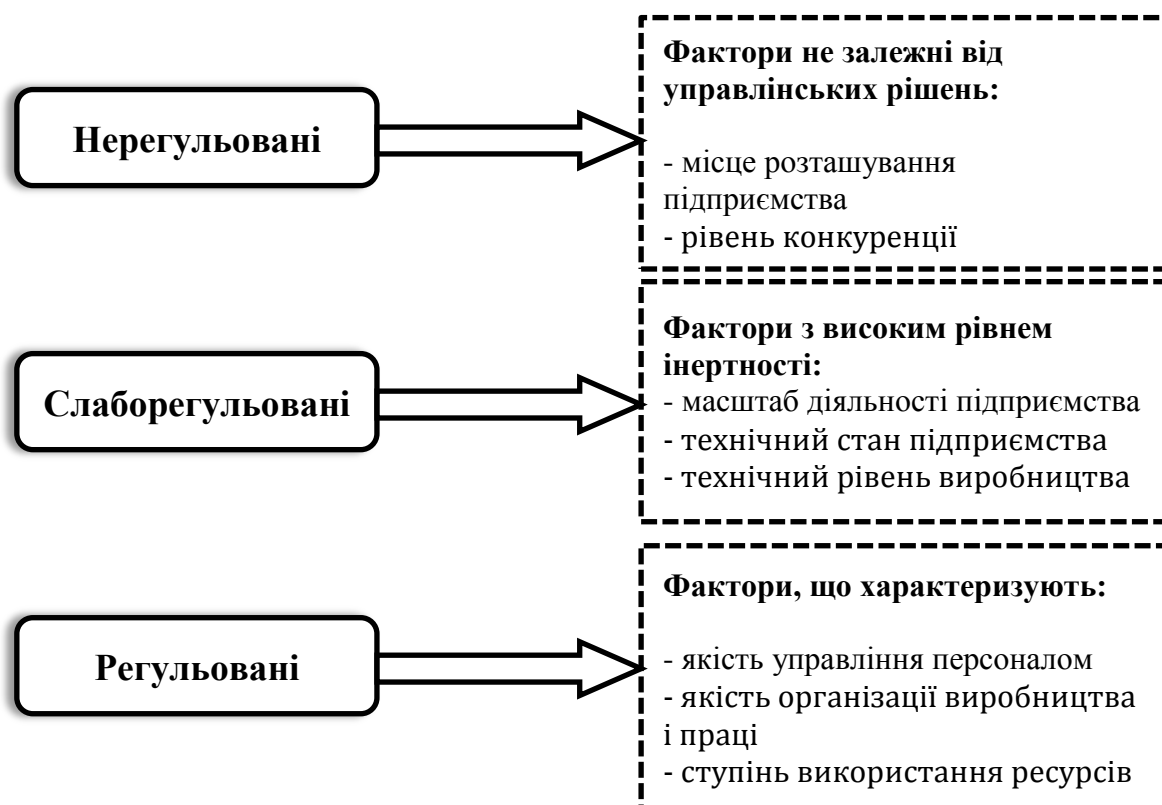 Нерегульовані
Фактори не залежні від
управлінських рішень:
- місце розташування
підприємства
- рівень конкуренції
Слаборегульовані
Фактори з високим рівнем
інертності:
- масштаб діяльності підприємства
- технічний стан підприємства
- технічний рівень виробництва
Регульовані
Фактори, що характеризують:
- якість управління персоналом
- якість організації виробництва
і праці
- ступінь використання ресурсів